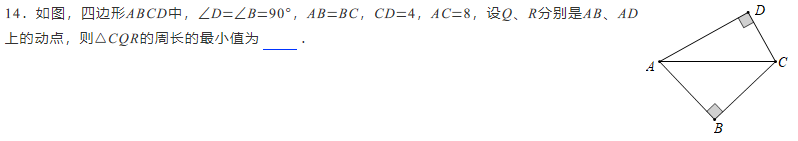 14．如图，四边形ABCD中，∠D=∠B=90°，AB=BC，CD=4，AC=8，设Q、R分别是AB、AD
上的动点，则△CQR的周长的最小值为____．
D
A
C
B